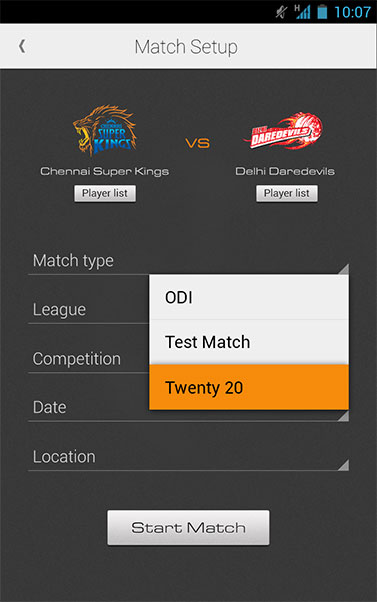 H 10:07
Match Setup
CHENNAI SUPER KINGS
DAREDEVILS
VS
Chennai Super Kings
Delhi Daredevils
Player list
Player list
Match type
ODI
League
Test Match
Competition
Twenty 20
Date
Location
Start Match